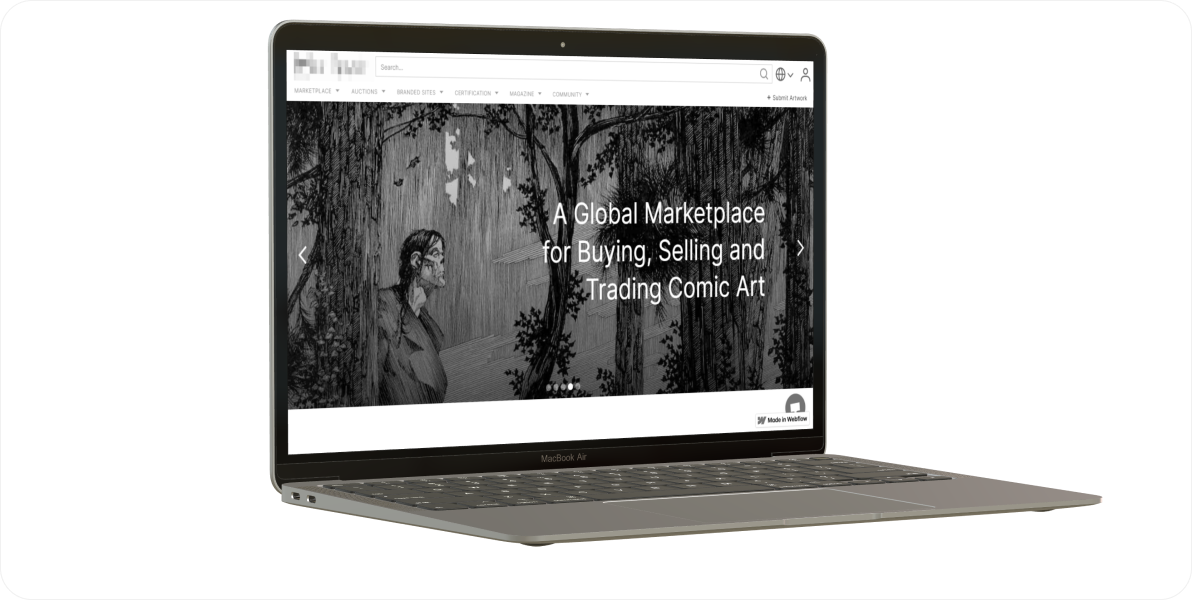 Search...
MARKETPLACE AUCTIONS BRANDED SITES CERTIFICATION MAGAZINE COMMUNITY
+ Submit Artwork
A Global Marketplace
for Buying, Selling and
Trading Comic Art
Made in Webflow
MacBook Air